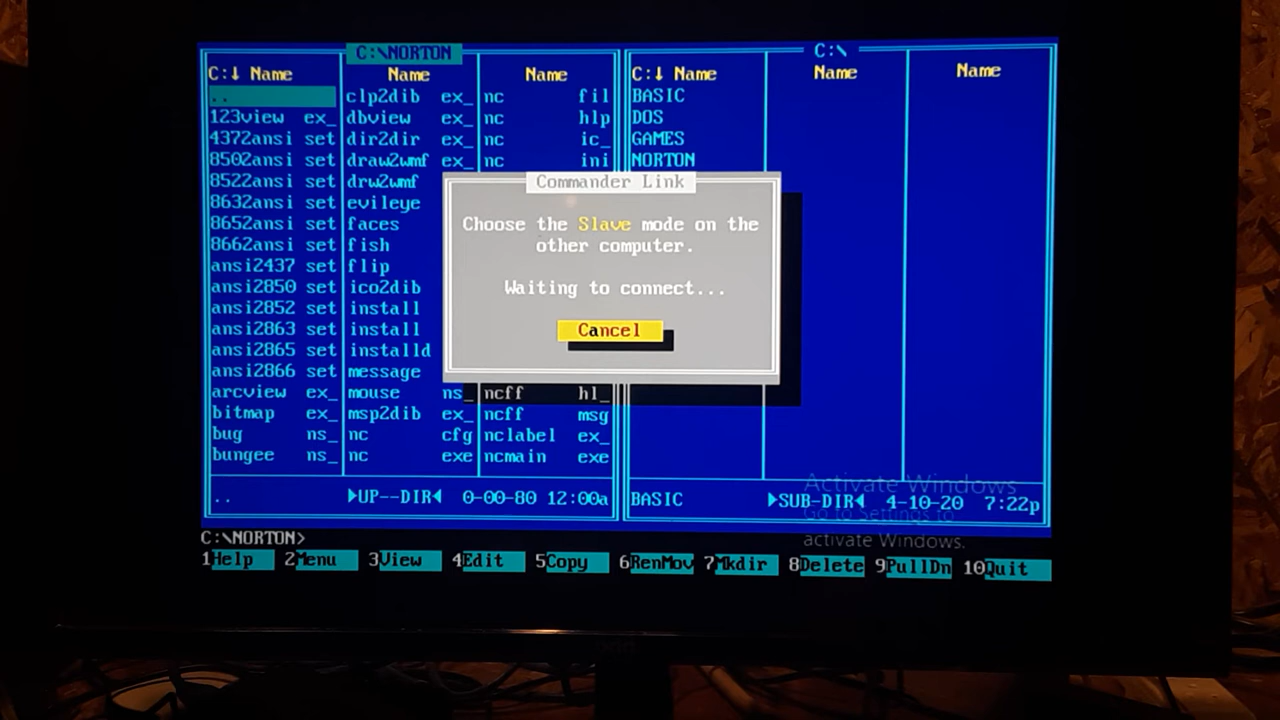 C:\NORTON
C:\
C:↓ Name Name Name C:↓ Name Name Name
.. clp2dib ex_ nc fil BASIC
123view ex_ dbview ex_ nc hlp DOS
4372ansi set dir2dir ex_ nc ic_ GAMES
8502ansi set draw2wmf ex_ nc ini NORTON
8522ansi set drw2wmf
8632ansi set evileye
8652ansi set faces
8662ansi set fish
ansi2437 set flip
ansi2850 set ico2dib
ansi2852 set install
ansi2863 set install
ansi2865 set installd
ansi2866 set message
arcview ex_ mouse ns_ ncff hl_
bitmap ex_ msp2dib ex_ ncff msg
bug ns_ nc cfg nclabel ex_
bungee ns_ nc exe ncmain exe
Commander Link
Choose the Slave mode on the
other computer.
Waiting to connect...
Cancel
.. ►UP--DIR◄ 0-00-80 12:00a BASIC ►SUB-DIR◄ 4-10-20 7:22p
Activate Windows
Go to Settings to
activate Windows.
C:\NORTON>
1Help 2Menu 3View 4Edit 5Copy 6RenMov 7Mkdir 8Delete 9PullDn 10Quit